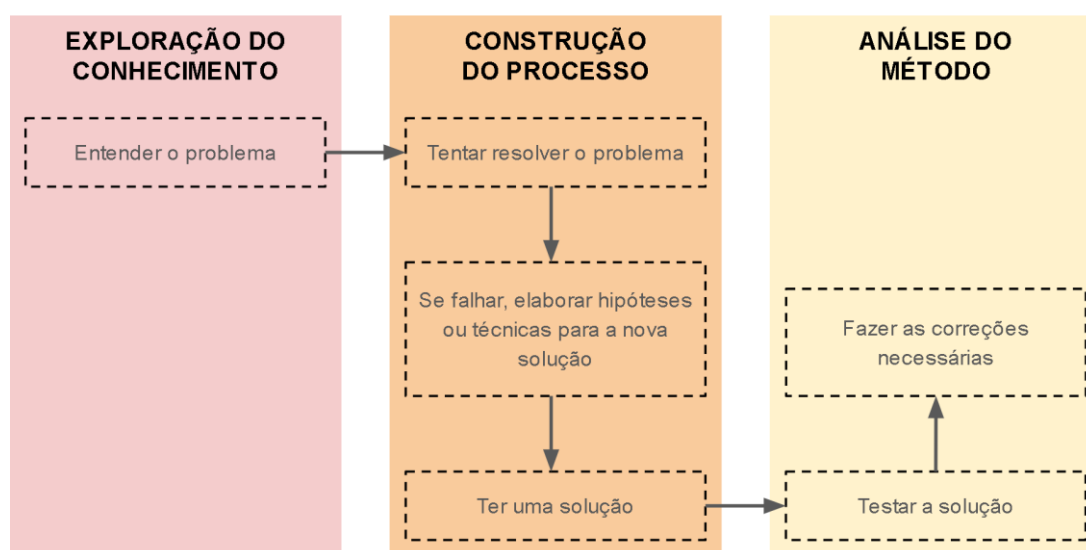 EXPLORAÇÃO DO
CONHECIMENTO
Entender o problema
CONSTRUÇÃO
DO PROCESSO
Tentar resolver o problema
Se falhar, elaborar hipóteses
ou técnicas para a nova
solução
Ter uma solução
ANÁLISE DO
MÉTODO
Fazer as correções
necessárias
Testar a solução